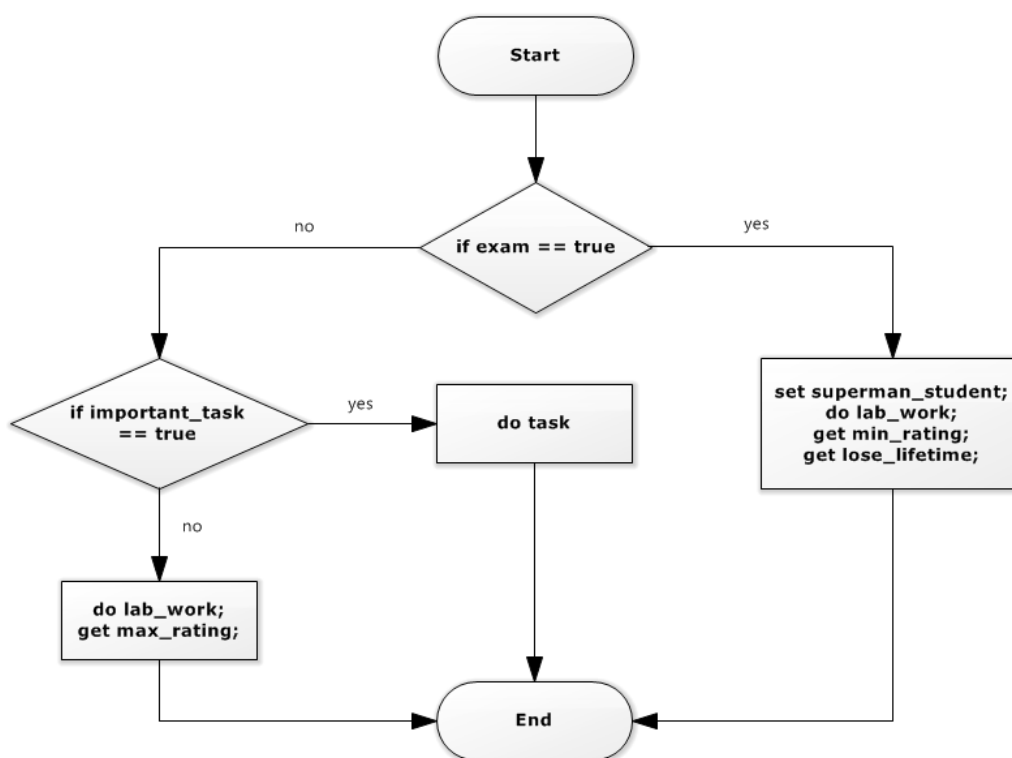 Start
no
yes
if exam == true
if important_task
== true
yes
do task
set superman_student;
do lab_work;
get min_rating;
get lose_lifetime;
no
do lab_work;
get max_rating;
End